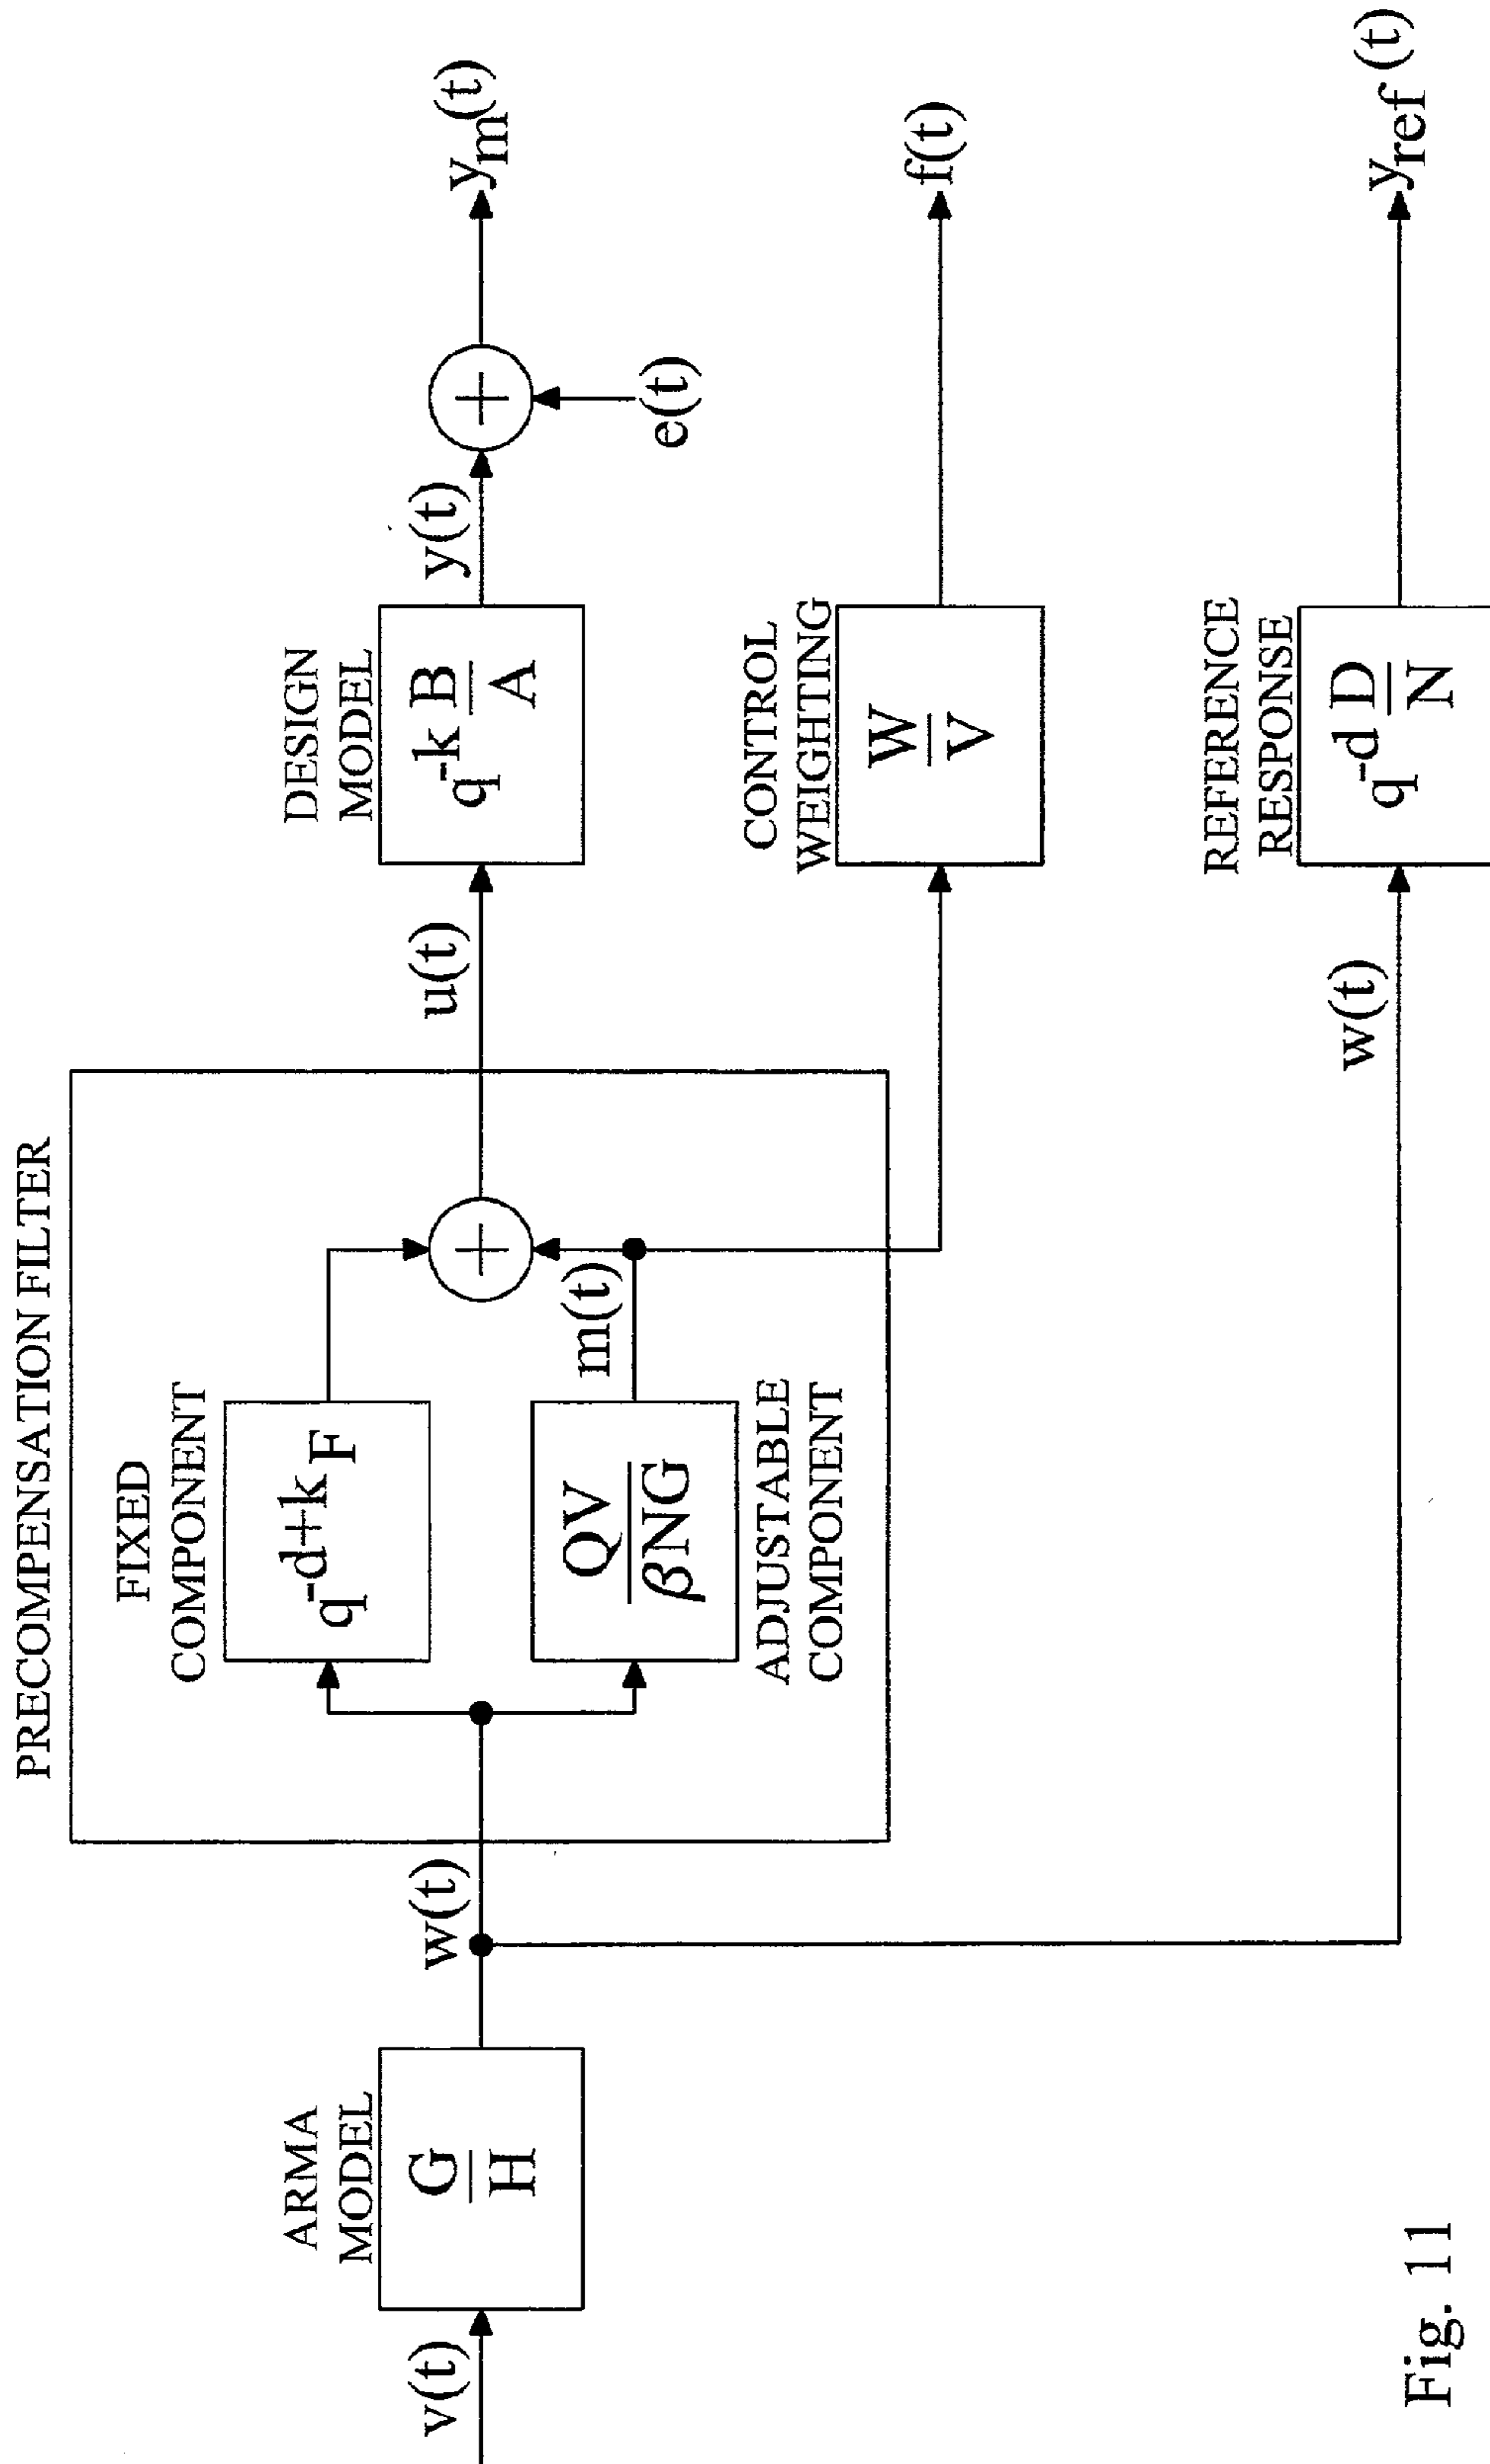 PRECOMPENSATION FILTER
FIXED
COMPONENT
q^-d+k F
ARMA
MODEL
v(t)
G
H
w(t)
QV
βNG
ADJUSTABLE
COMPONENT
m(t)
+
u(t)
DESIGN
MODEL
q^-k B
A
y(t)
+
e(t)
y_m(t)
CONTROL
WEIGHTING
W
V
f(t)
w(t)
REFERENCE
RESPONSE
q^-d D
N
y_ref(t)
Fig. 11